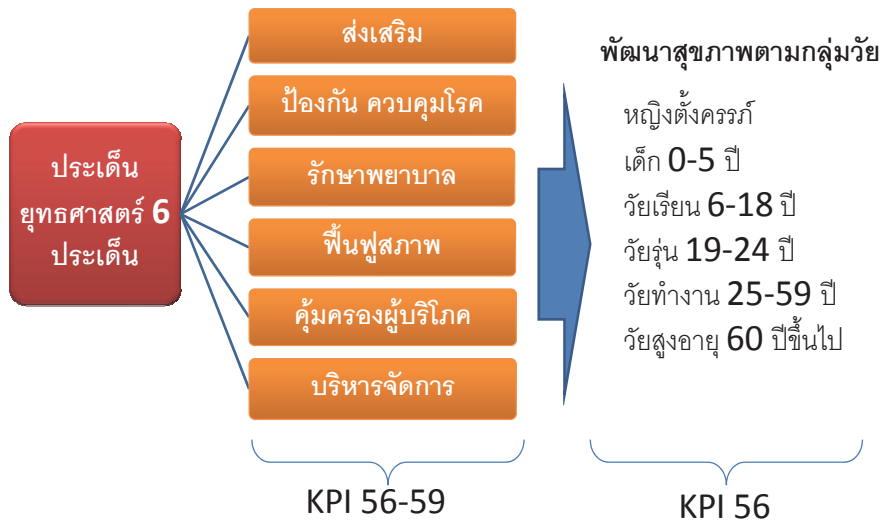 ประเด็น
ยุทธศาสตร์ 6
ประเด็น
ส่งเสริม
ป้องกัน ควบคุมโรค
รักษาพยาบาล
ฟื้นฟูสภาพ
คุ้มครองผู้บริโภค
บริหารจัดการ
KPI 56-59
พัฒนาสุขภาพตามกลุ่มวัย
หญิงตั้งครรภ์
เด็ก 0-5 ปี
วัยเรียน 6-18 ปี
วัยรุ่น 19-24 ปี
วัยทำงาน 25-59 ปี
วัยสูงอายุ 60 ปีขึ้นไป
KPI 56